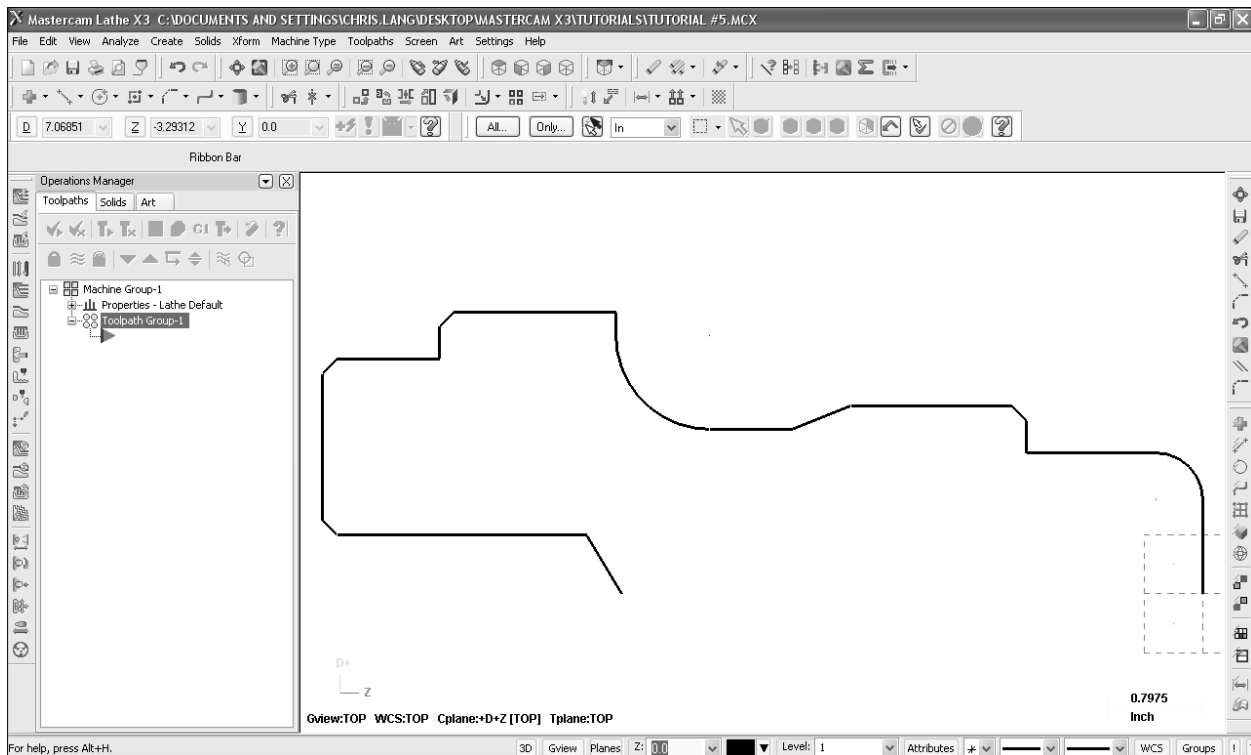 Mastercam Lathe X3 C:\DOCUMENTS AND SETTINGS\CHRIS.LANG\DESKTOP\MASTERCAM X3\TUTORIALS\TUTORIAL #5.MCX
File Edit View Analyze Create Solids Xform Machine Type Toolpaths Screen Art Settings Help
D 7.06851 Z -3.29312 Y 0.0 All... Only... In
Ribbon Bar
Operations Manager
Toolpaths Solids Art
G1
Machine Group-1
Properties - Lathe Default
Toolpath Group-1
D+
Z
Gview:TOP WCS:TOP Cplane:+D+Z [TOP] Tplane:TOP
0.7975
Inch
For help, press Alt+H. 3D Gview Planes Z: 0.0 Level: 1 Attributes WCS Groups